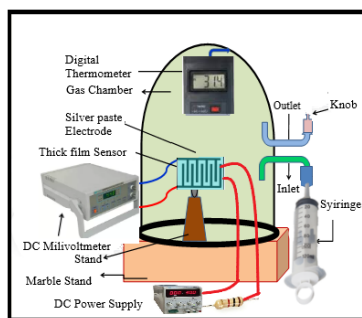 Digital
Thermometer
Gas Chamber
31.4
Silver paste
Electrode
Thick film Sensor
Outlet
Knob
Inlet
Syiringe
DC Milivoltmeter
Stand
Marble Stand
DC Power Supply